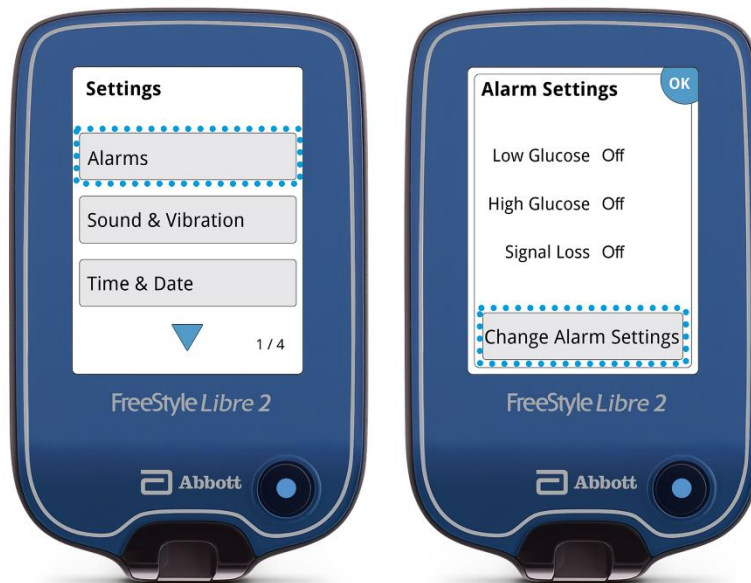 Settings
Alarms
Sound & Vibration
Time & Date
1 / 4
FreeStyle Libre 2
Abbott
OK
Alarm Settings
Low Glucose Off
High Glucose Off
Signal Loss Off
Change Alarm Settings
FreeStyle Libre 2
Abbott